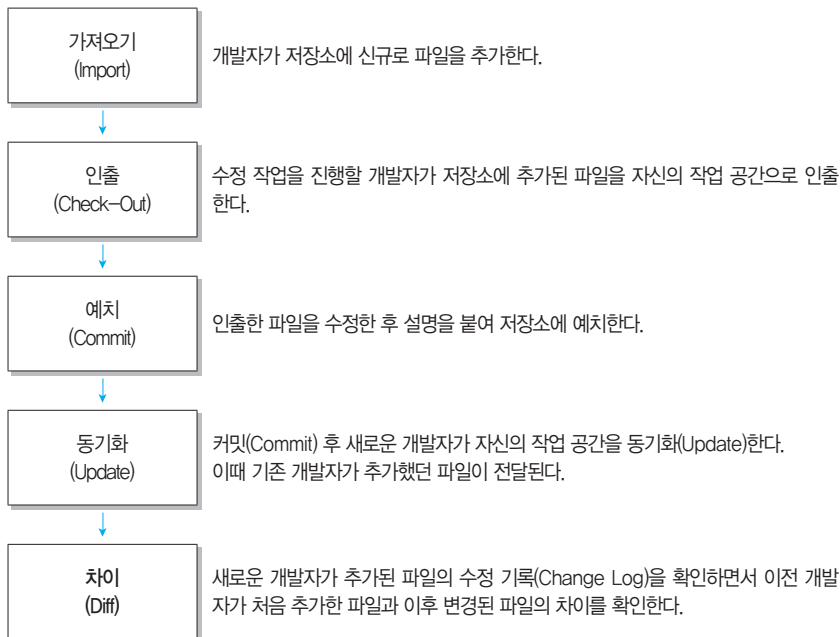 가져오기
(Import)
개발자가 저장소에 신규로 파일을 추가한다.
인출
(Check-Out)
수정 작업을 진행할 개발자가 저장소에 추가된 파일을 자신의 작업 공간으로 인출
한다.
예치
(Commit)
인출한 파일을 수정한 후 설명을 붙여 저장소에 예치한다.
동기화
(Update)
커밋(Commit) 후 새로운 개발자가 자신의 작업 공간을 동기화(Update)한다.
이때 기존 개발자가 추가했던 파일이 전달된다.
차이
(Diff)
새로운 개발자가 추가된 파일의 수정 기록(Change Log)을 확인하면서 이전 개발
자가 처음 추가한 파일과 이후 변경된 파일의 차이를 확인한다.